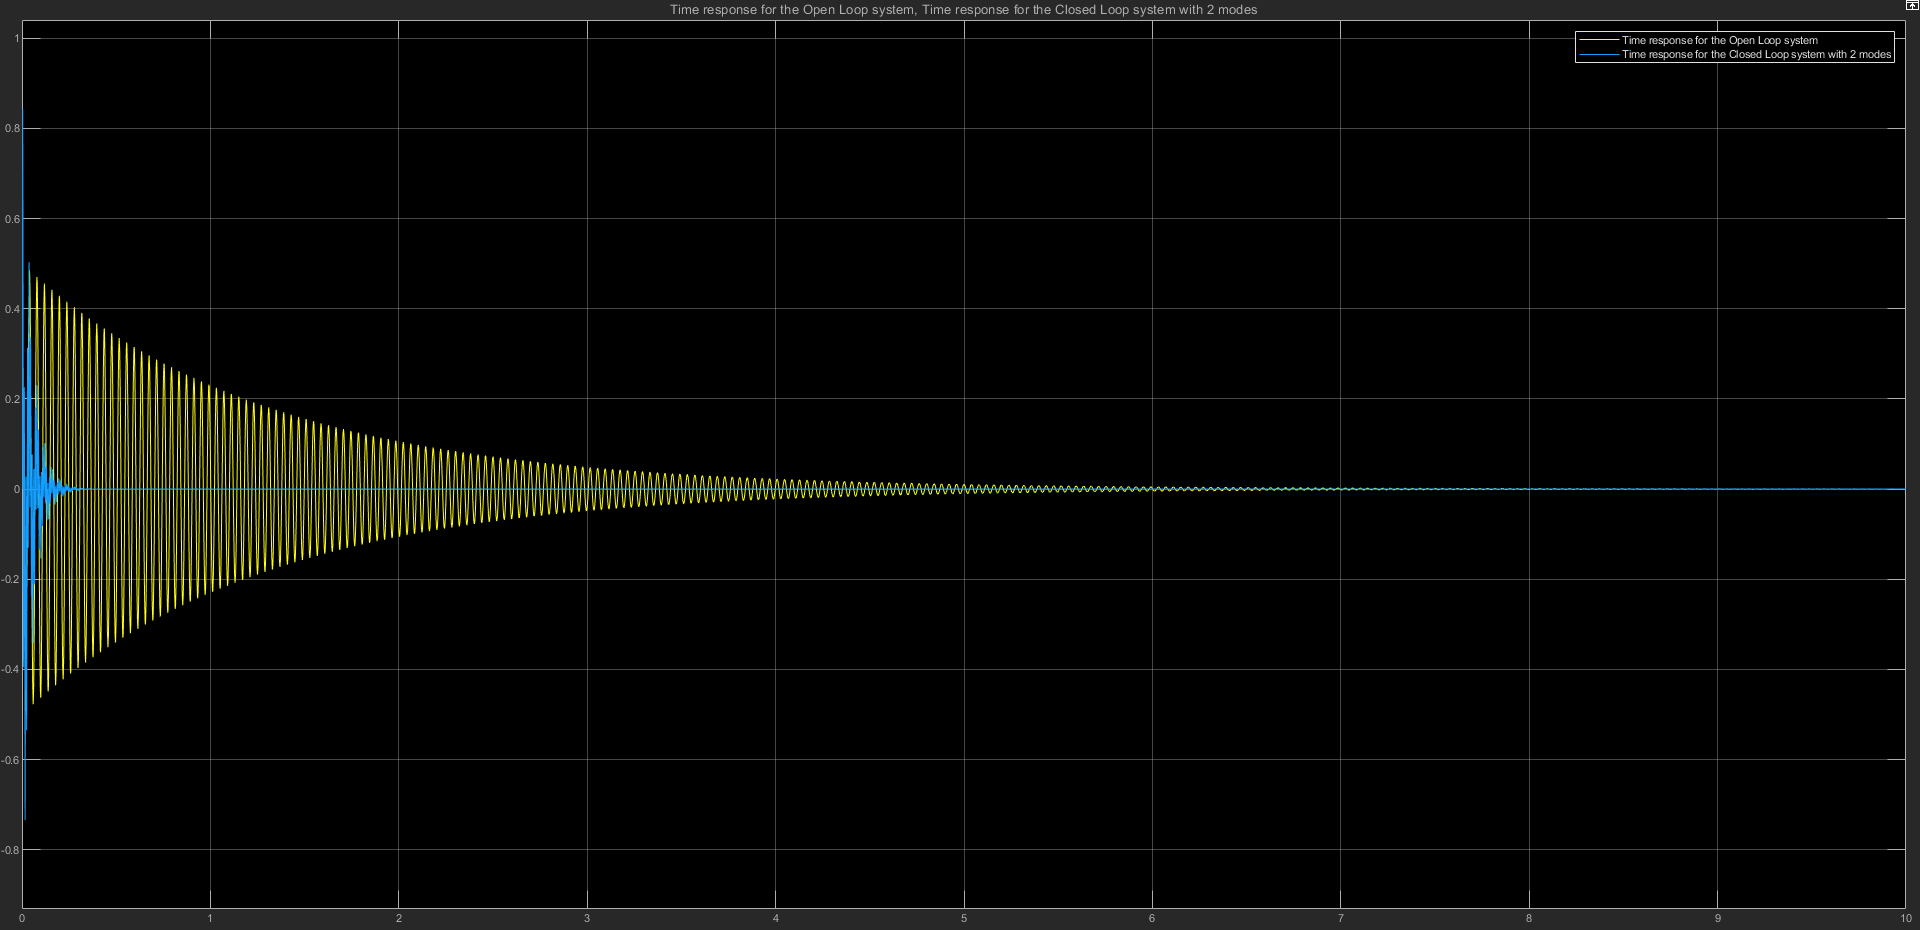 Time response for the Open Loop system, Time response for the Closed Loop system with 2 modes
1
Time response for the Open Loop system
Time response for the Closed Loop system with 2 modes
0.8
0.6
0.4
0.2
0
-0.2
-0.4
-0.6
-0.8
0 1 2 3 4 5 6 7 8 9 10